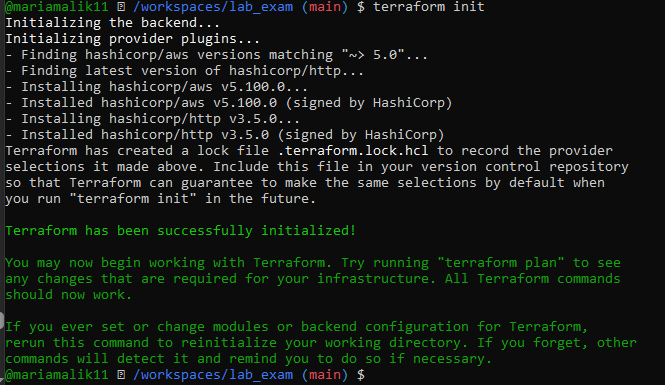 @mariamalik11 /workspaces/lab_exam (main) $ terraform init
Initializing the backend...
Initializing provider plugins...
- Finding hashicorp/aws versions matching "~> 5.0"...
- Finding latest version of hashicorp/http...
- Installing hashicorp/aws v5.100.0...
- Installed hashicorp/aws v5.100.0 (signed by HashiCorp)
- Installing hashicorp/http v3.5.0...
- Installed hashicorp/http v3.5.0 (signed by HashiCorp)
Terraform has created a lock file .terraform.lock.hcl to record the provider
selections it made above. Include this file in your version control repository
so that Terraform can guarantee to make the same selections by default when
you run "terraform init" in the future.
Terraform has been successfully initialized!
You may now begin working with Terraform. Try running "terraform plan" to see
any changes that are required for your infrastructure. All Terraform commands
should now work.
If you ever set or change modules or backend configuration for Terraform,
rerun this command to reinitialize your working directory. If you forget, other
commands will detect it and remind you to do so if necessary.
@mariamalik11 /workspaces/lab_exam (main) $